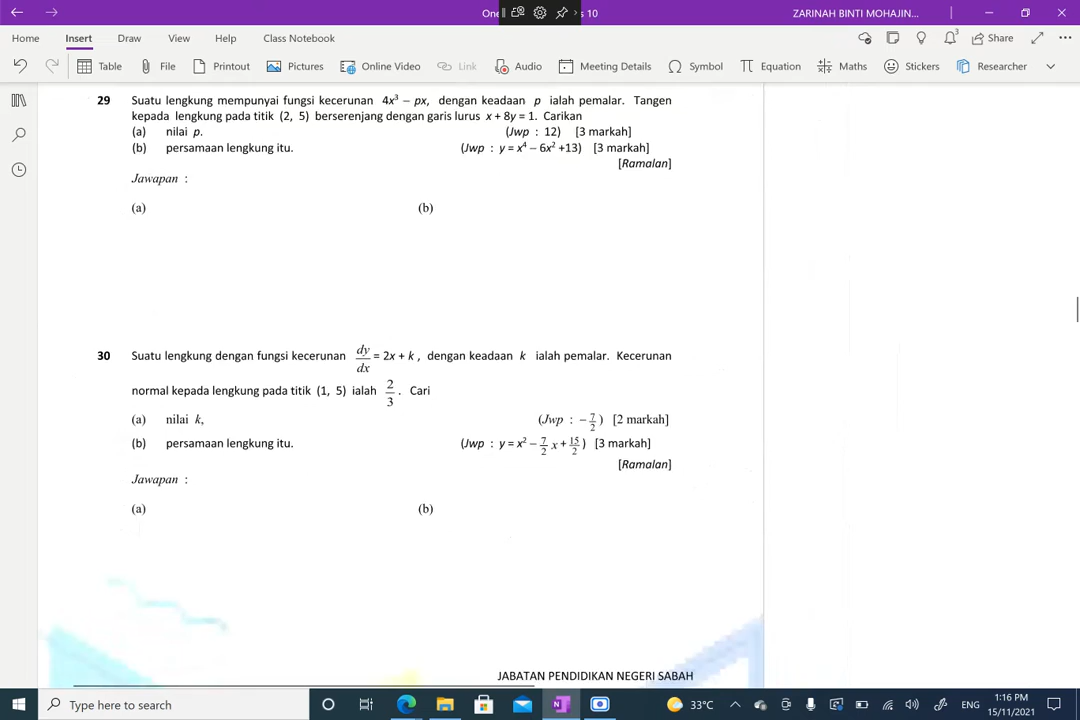 One
s 10
ZARINAH BINTI MOHAJIN...
Home Insert Draw View Help Class Notebook
3
Share
Table File Printout Pictures Online Video Link Audio Meeting Details Symbol Equation Maths Stickers Researcher
29 Suatu lengkung mempunyai fungsi kecerunan 4x³ – px, dengan keadaan p ialah pemalar. Tangen
kepada lengkung pada titik (2, 5) berserenjang dengan garis lurus x + 8y = 1. Carikan
(a) nilai p. (Jwp : 12) [3 markah]
(b) persamaan lengkung itu. (Jwp : y = x⁴ – 6x² +13) [3 markah]
[Ramalan]
Jawapan :
(a) (b)
30 Suatu lengkung dengan fungsi kecerunan dy/dx = 2x + k , dengan keadaan k ialah pemalar. Kecerunan
normal kepada lengkung pada titik (1, 5) ialah 2/3 . Cari
(a) nilai k, (Jwp : – 7/2 ) [2 markah]
(b) persamaan lengkung itu. (Jwp : y = x² – 7/2 x + 15/2 ) [3 markah]
[Ramalan]
Jawapan :
(a) (b)
JABATAN PENDIDIKAN NEGERI SABAH
Type here to search
33°C
ENG
1:16 PM
15/11/2021